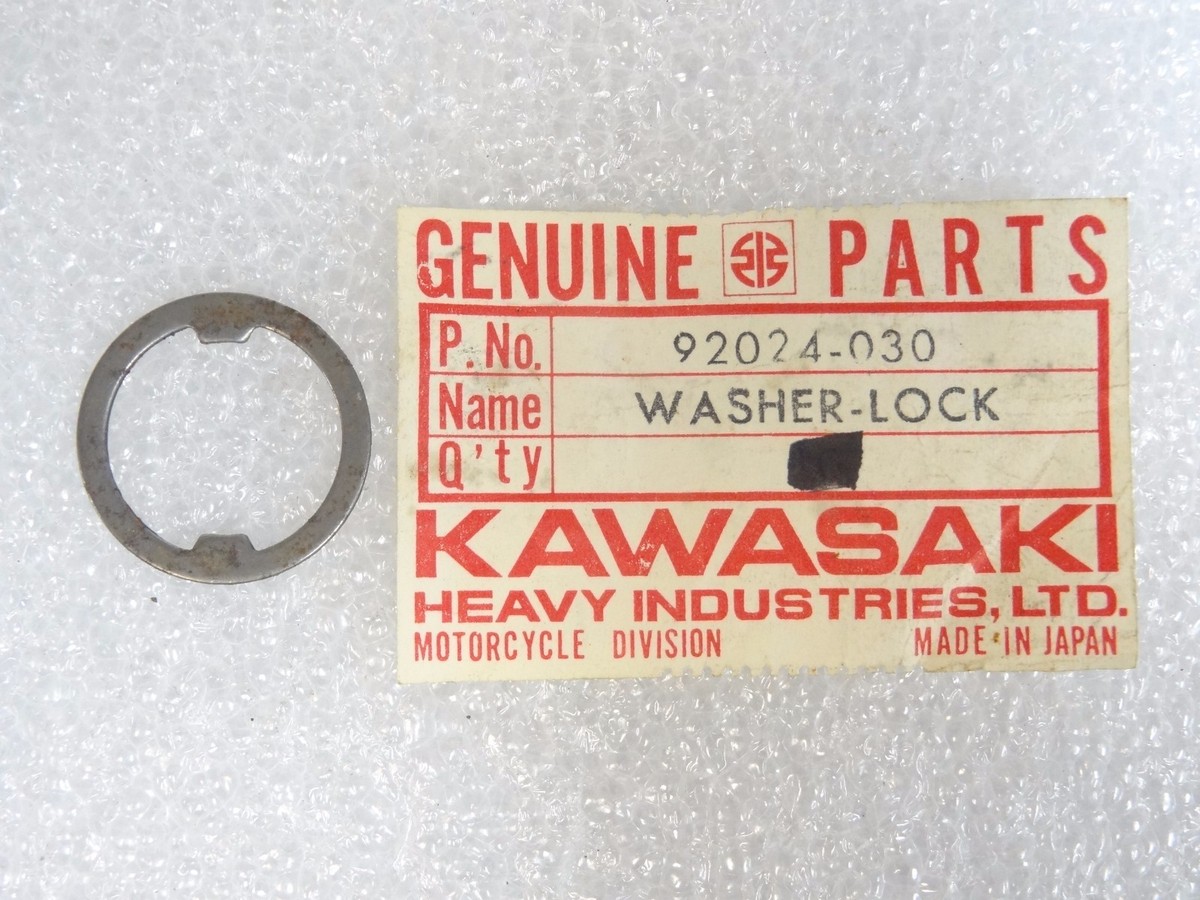 GENUINE PARTS
P. No. 92024-030
Name WASHER-LOCK
Q'ty
KAWASAKI
HEAVY INDUSTRIES, LTD.
MOTORCYCLE DIVISION MADE IN JAPAN